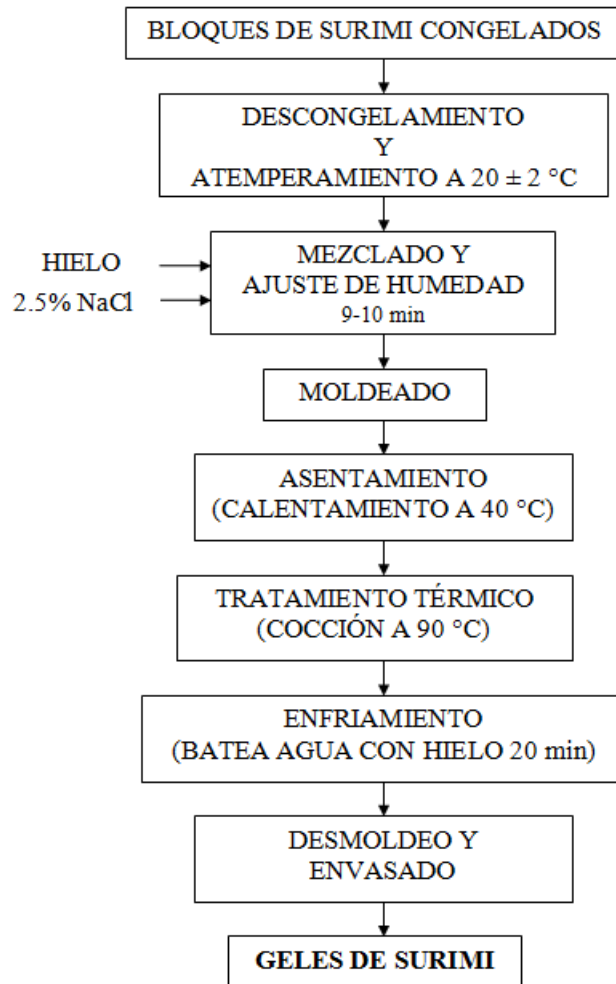 BLOQUES DE SURIMI CONGELADOS
DESCONGELAMIENTO
Y
ATEMPERAMIENTO A 20 ± 2 °C
HIELO
2.5% NaCl
MEZCLADO Y
AJUSTE DE HUMEDAD
9-10 min
MOLDEADO
ASENTAMIENTO
(CALENTAMIENTO A 40 °C)
TRATAMIENTO TÉRMICO
(COCCIÓN A 90 °C)
ENFRIAMIENTO
(BATEA AGUA CON HIELO 20 min)
DESMOLDEO Y
ENVASADO
GELES DE SURIMI